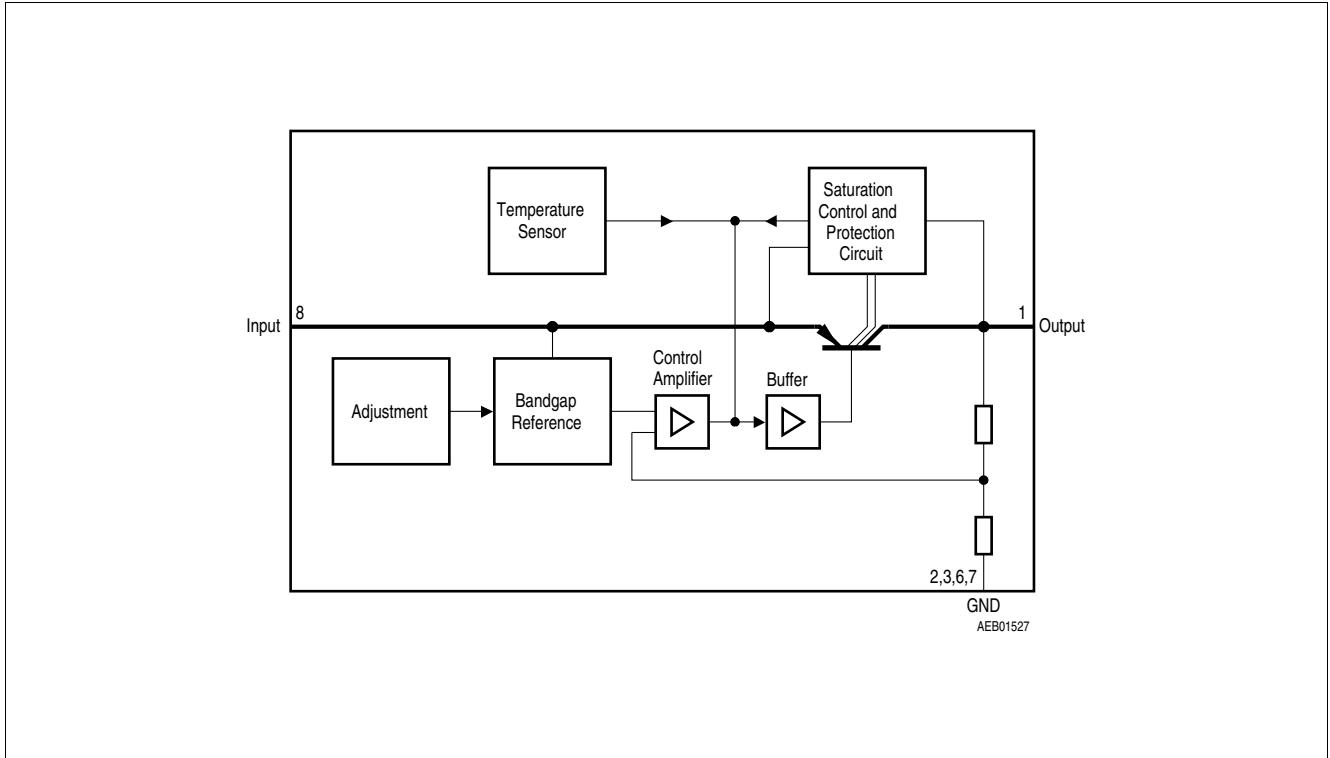 Temperature
Sensor
Saturation
Control and
Protection
Circuit
Input
8
1
Output
Adjustment
Bandgap
Reference
Control
Amplifier
Buffer
2,3,6,7
GND
AEB01527